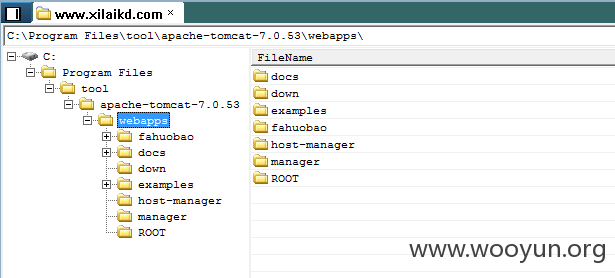 www.xilaikd.com ×
C:\Program Files\tool\apache-tomcat-7.0.53\webapps\
C:
Program Files
tool
apache-tomcat-7.0.53
webapps
fahuobao
docs
down
examples
host-manager
manager
ROOT
FileName
docs
down
examples
fahuobao
host-manager
manager
ROOT
www.wooyun.org